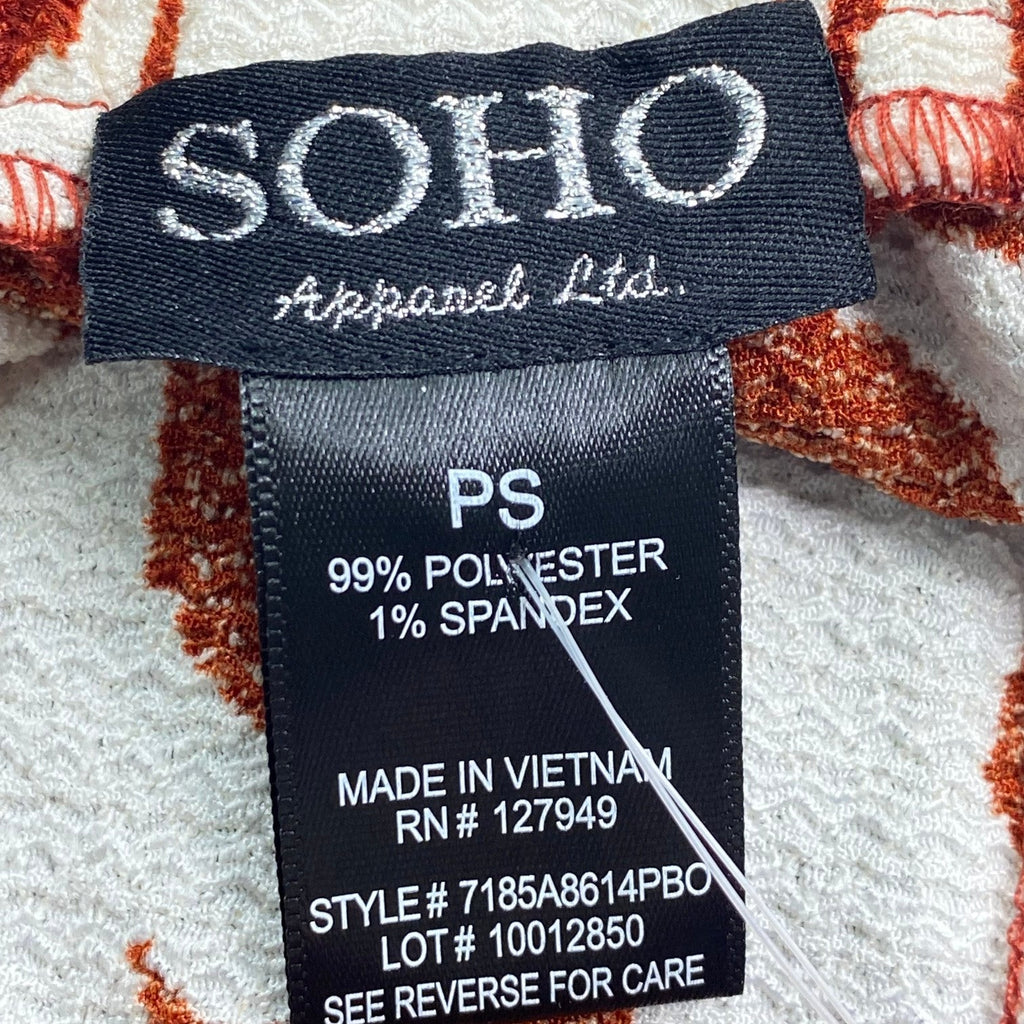 SOHO
Apparel Ltd.
PS
99% POLYESTER
1% SPANDEX
MADE IN VIETNAM
RN# 127949
STYLE# 7185A8614PBO
LOT# 10012850
SEE REVERSE FOR CARE